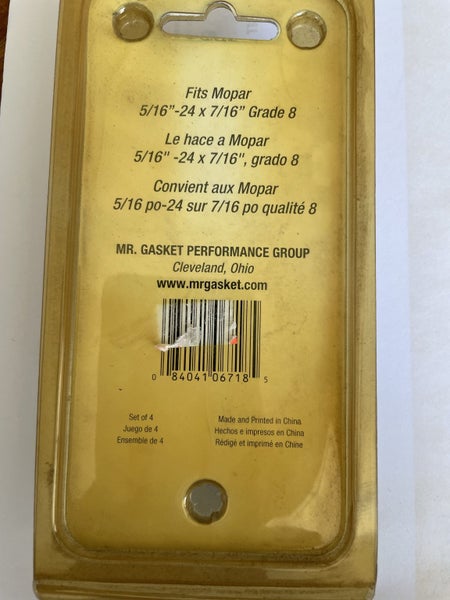 Fits Mopar
5/16”-24 x 7/16” Grade 8
Le hace a Mopar
5/16" -24 x 7/16", grado 8
Convient aux Mopar
5/16 po-24 sur 7/16 po qualité 8
MR. GASKET PERFORMANCE GROUP
Cleveland, Ohio
www.mrgasket.com
0 84041 06718 5
Set of 4
Juego de 4
Ensemble de 4
Made and Printed in China
Hechos e impresos en China
Rédigé et imprimé en Chine